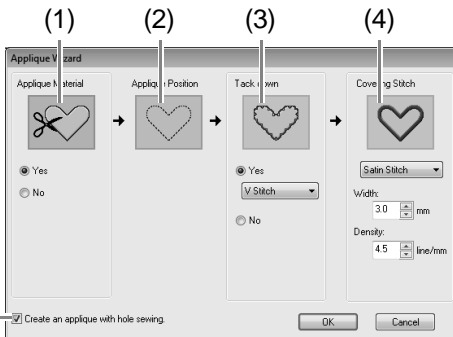 (1) (2) (3) (4)
Applique Wizard
Applique Material Applique Position Tack down Covering Stitch
Yes Yes Satin Stitch
No V Stitch Width:
3.0 mm
No Density:
4.5 line/mm
Create an applique with hole sewing. OK Cancel